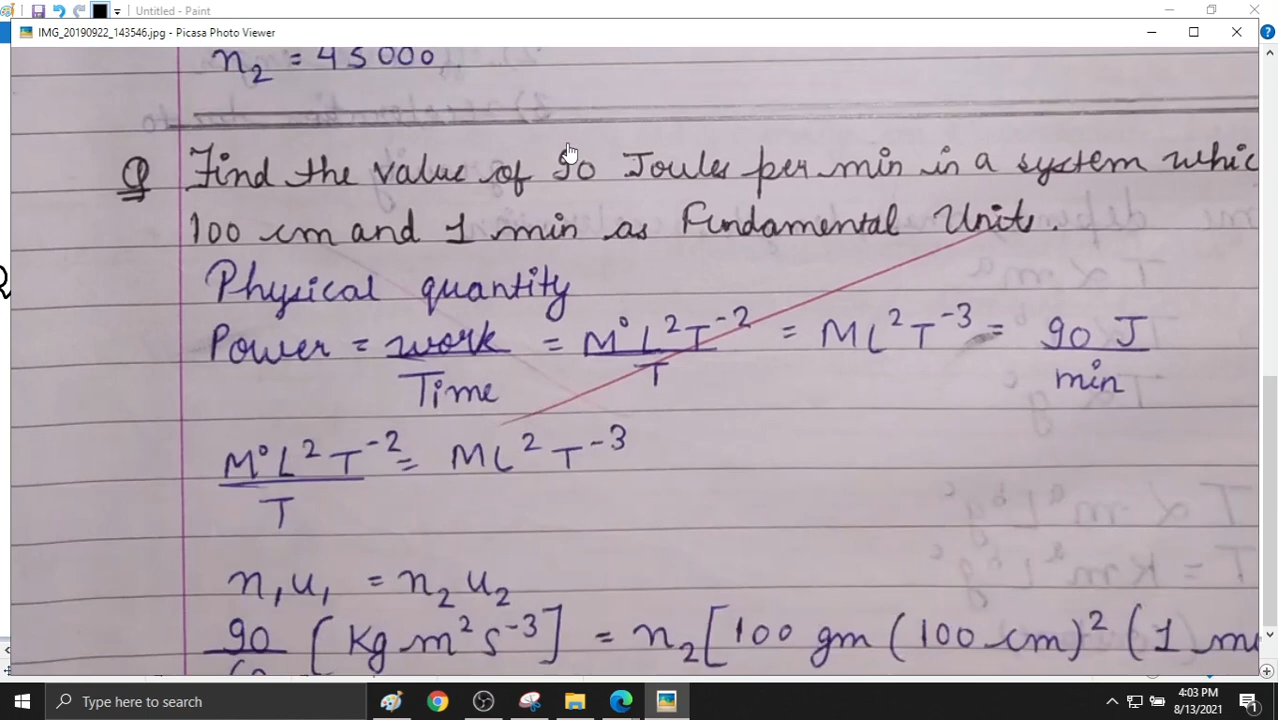 Untitled - Paint
IMG_20190922_143546.jpg - Picasa Photo Viewer
n₂ = 45000.
Q Find the value of 90 Joules per min in a system whic
100 cm and 1 min as Fundamental Units.
Physical quantity
Power = work / Time = M°L²T⁻² / T = ML²T⁻³ = 90 J / min
M°L²T⁻² / T = ML²T⁻³
n₁u₁ = n₂u₂
90 [Kg m² s⁻³] = n₂[100 gm (100 cm)² (1 m
Type here to search
4:03 PM
8/13/2021
1